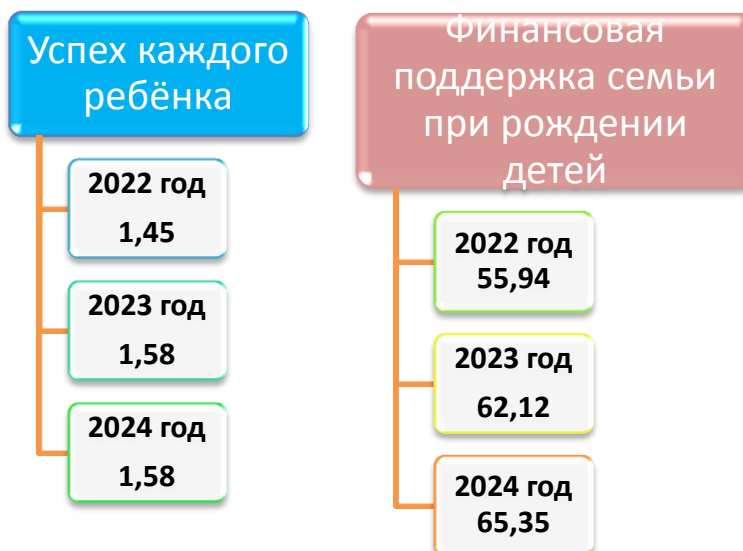 Успех каждого
ребёнка
2022 год
1,45
2023 год
1,58
2024 год
1,58
Финансовая
поддержка семьи
при рождении
детей
2022 год
55,94
2023 год
62,12
2024 год
65,35